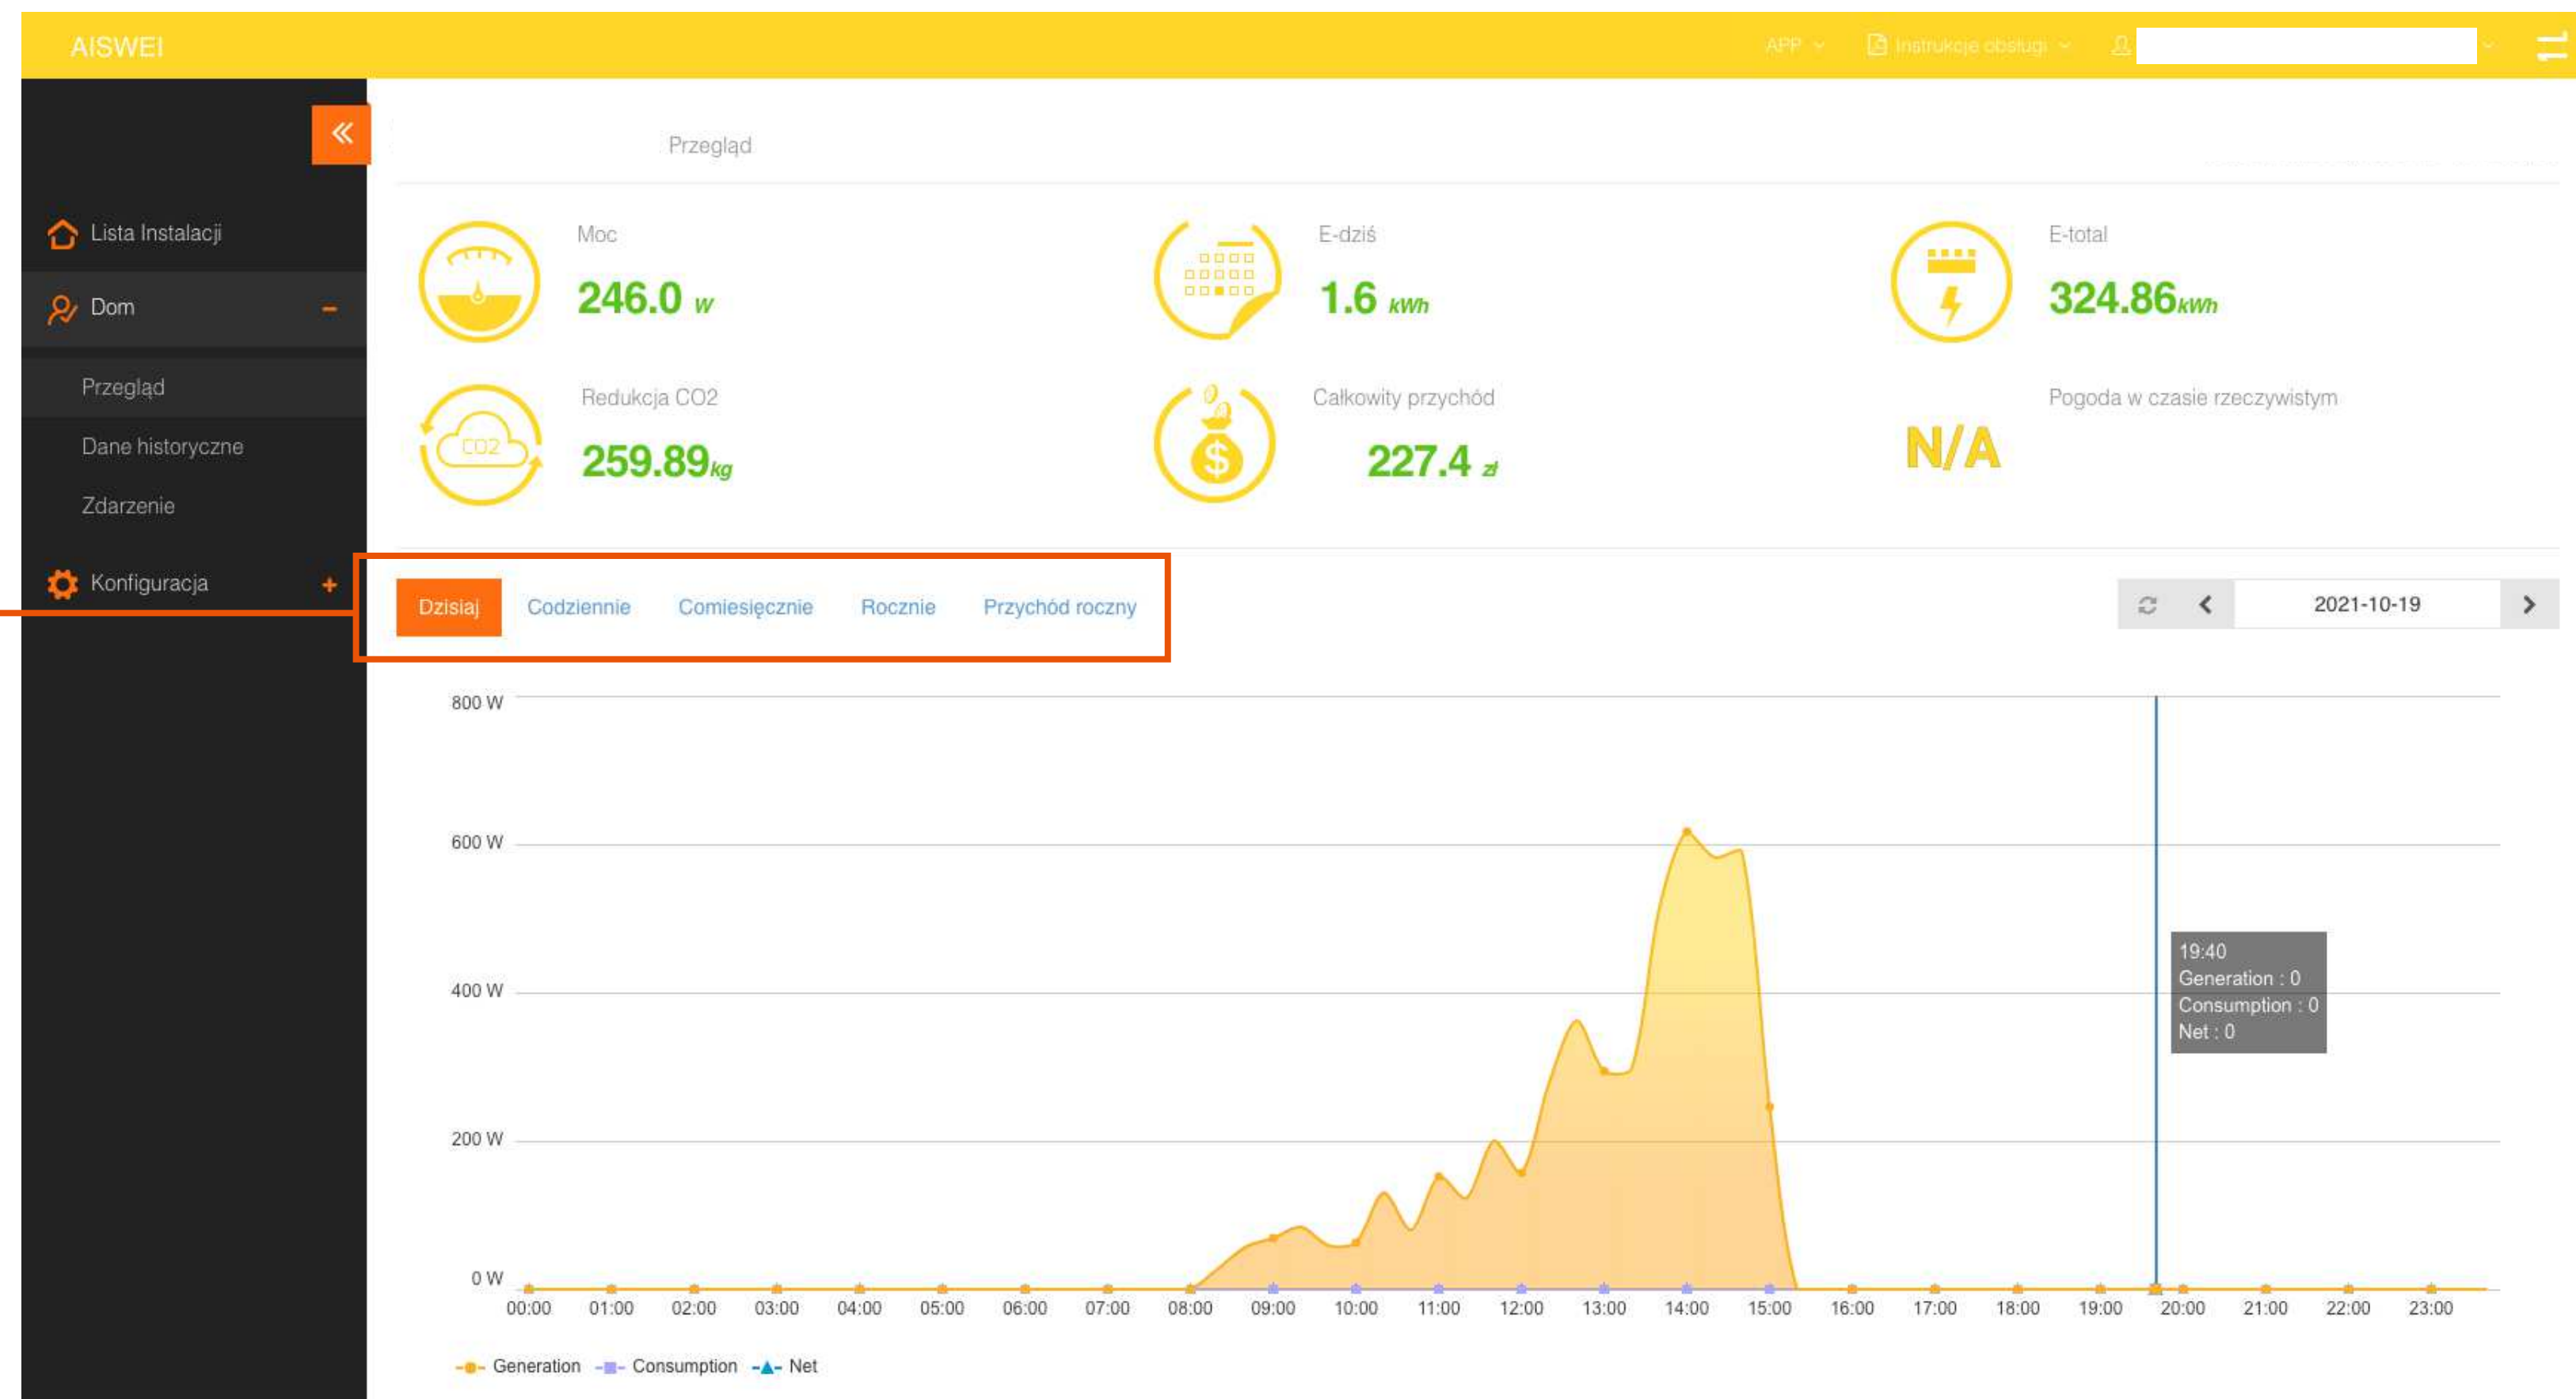 AISWEI
APP
Instrukcje obsługi
Przegląd
Lista Instalacji
Dom
Przegląd
Dane historyczne
Zdarzenie
Konfiguracja
Moc
246.0 W
E-dziś
1.6 kWh
E-total
324.86kWh
Redukcja CO2
CO2
259.89kg
Całkowity przychód
$
227.4 zł
Pogoda w czasie rzeczywistym
N/A
Dzisiaj Codziennie Comiesięcznie Rocznie Przychód roczny
2021-10-19
800 W
600 W
400 W
200 W
0 W
19:40
Generation : 0
Consumption : 0
Net : 0
00:00 01:00 02:00 03:00 04:00 05:00 06:00 07:00 08:00 09:00 10:00 11:00 12:00 13:00 14:00 15:00 16:00 17:00 18:00 19:00 20:00 21:00 22:00 23:00
Generation Consumption Net